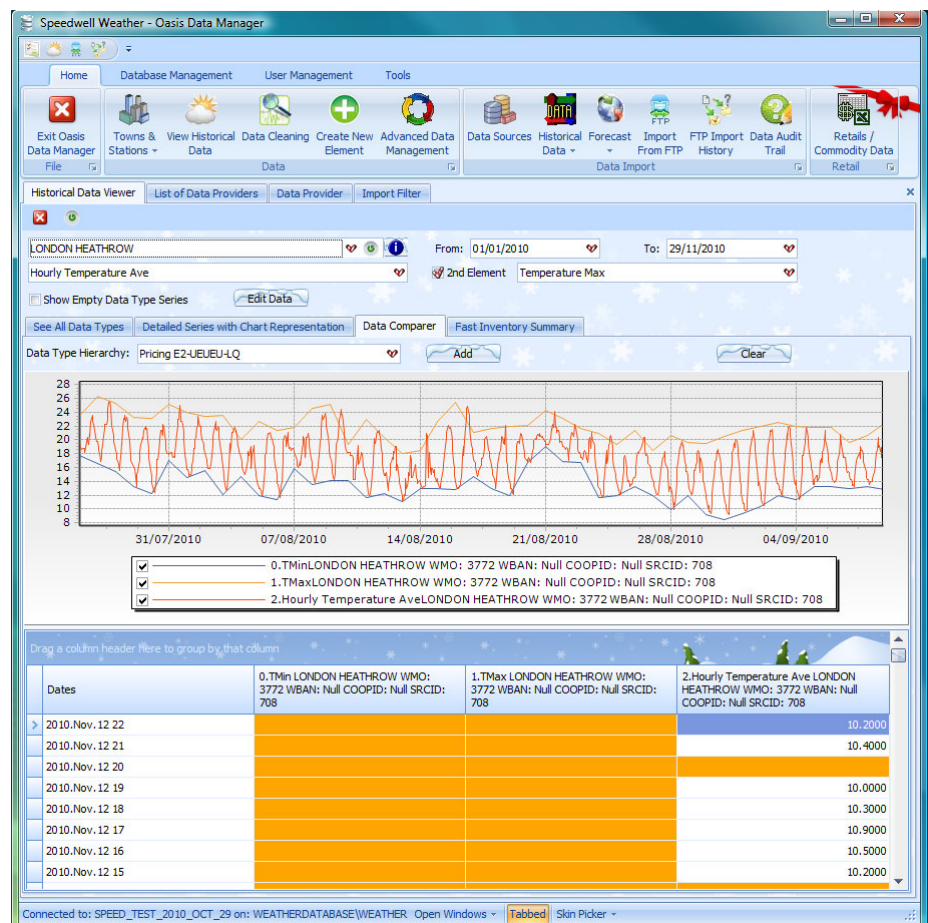 Speedwell Weather - Oasis Data Manager
Home Database Management User Management Tools
Exit Oasis Data Manager
Towns & Stations
View Historical Data
Data Cleaning
Create New Element
Advanced Data Management
Data Sources
Historical Data
DATA
Forecast
FTP
Import From FTP
FTP Import History
Data Audit Trail
Retails / Commodity Data
File Data Data Import Retail
Historical Data Viewer List of Data Providers Data Provider Import Filter
LONDON HEATHROW From: 01/01/2010 To: 29/11/2010
Hourly Temperature Ave 2nd Element Temperature Max
Show Empty Data Type Series Edit Data
See All Data Types Detailed Series with Chart Representation Data Comparer Fast Inventory Summary
Data Type Hierarchy: Pricing E2-UEUEU-LQ Add Clear
28
26
24
22
20
18
16
14
12
10
8
31/07/2010 07/08/2010 14/08/2010 21/08/2010 28/08/2010 04/09/2010
0.TMinLONDON HEATHROW WMO: 3772 WBAN: Null COOPID: Null SRCID: 708
1.TMaxLONDON HEATHROW WMO: 3772 WBAN: Null COOPID: Null SRCID: 708
2.Hourly Temperature AveLONDON HEATHROW WMO: 3772 WBAN: Null COOPID: Null SRCID: 708
Drag a column header here to group by that column
Dates
0.TMin LONDON HEATHROW WMO:
3772 WBAN: Null COOPID: Null SRCID:
708
1.TMax LONDON HEATHROW WMO:
3772 WBAN: Null COOPID: Null SRCID:
708
2.Hourly Temperature Ave LONDON
HEATHROW WMO: 3772 WBAN: Null
COOPID: Null SRCID: 708
2010.Nov.12 22 10.2000
2010.Nov.12 21 10.4000
2010.Nov.12 20
2010.Nov.12 19 10.0000
2010.Nov.12 18 10.3000
2010.Nov.12 17 10.9000
2010.Nov.12 16 10.5000
2010.Nov.12 15 10.2000
Connected to: SPEED_TEST_2010_OCT_29 on: WEATHERDATABASE\WEATHER Open Windows Tabbed Skin Picker